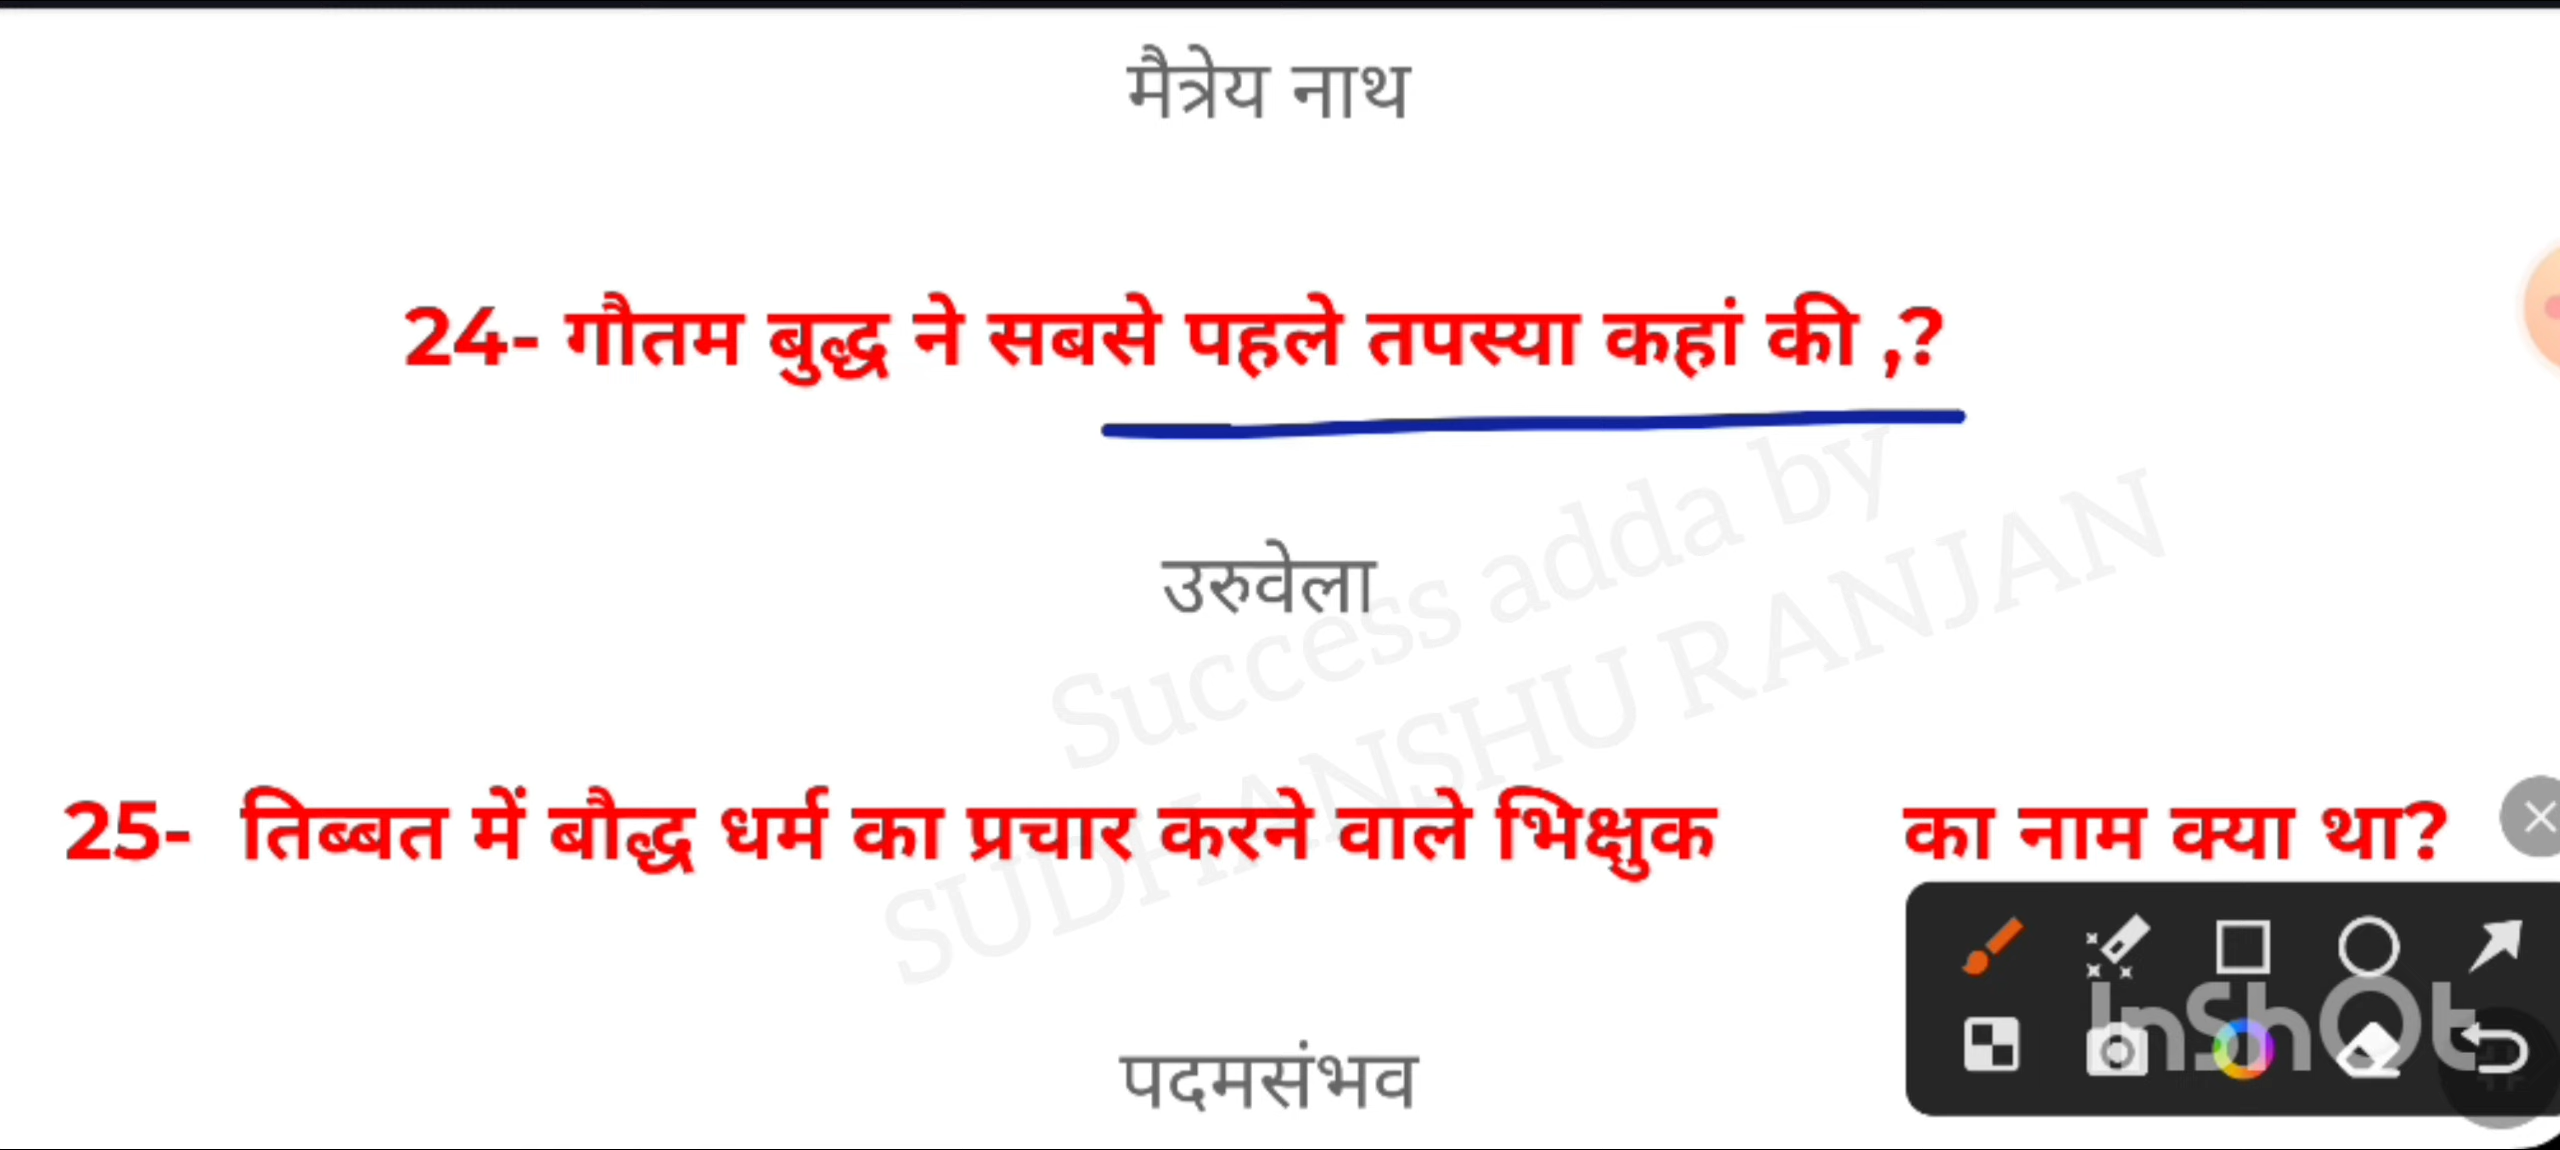 मैत्रेय नाथ
24- गौतम बुद्ध ने सबसे पहले तपस्या कहां की ,?
उरुवेला
Success adda by
SUDHANSHU RANJAN
25- तिब्बत में बौद्ध धर्म का प्रचार करने वाले भिक्षुक का नाम क्या था?
पदमसंभव
InShOt